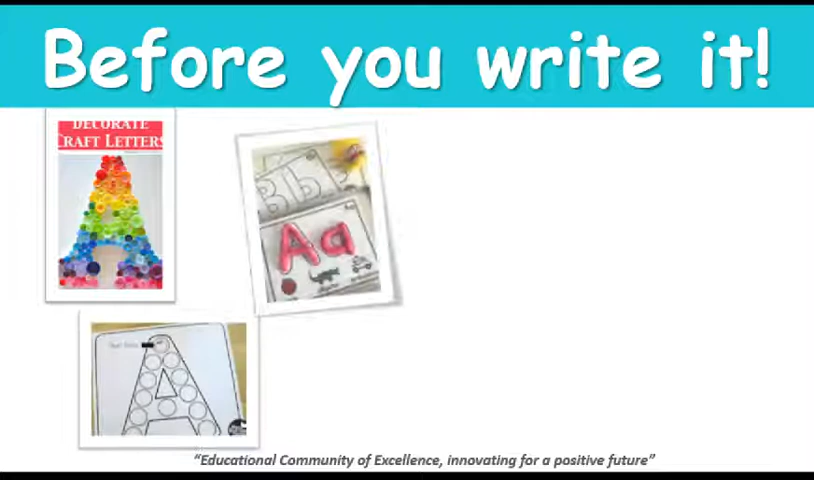 Before you write it!
DECORATE
CRAFT LETTERS
A
Bb
Aa
A
"Educational Community of Excellence, innovating for a positive future"